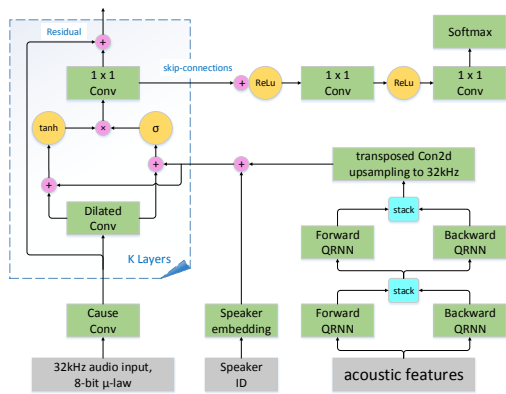 Residual
+
skip-connections
Softmax
1 x 1
Conv
+
ReLu
1 x 1
Conv
ReLu
1 x 1
Conv
tanh
×
σ
+
+
+
transposed Con2d
upsampling to 32kHz
Dilated
Conv
stack
K Layers
Forward
QRNN
Backward
QRNN
stack
Cause
Conv
Speaker
embedding
Forward
QRNN
Backward
QRNN
32kHz audio input,
8-bit μ-law
Speaker
ID
acoustic features